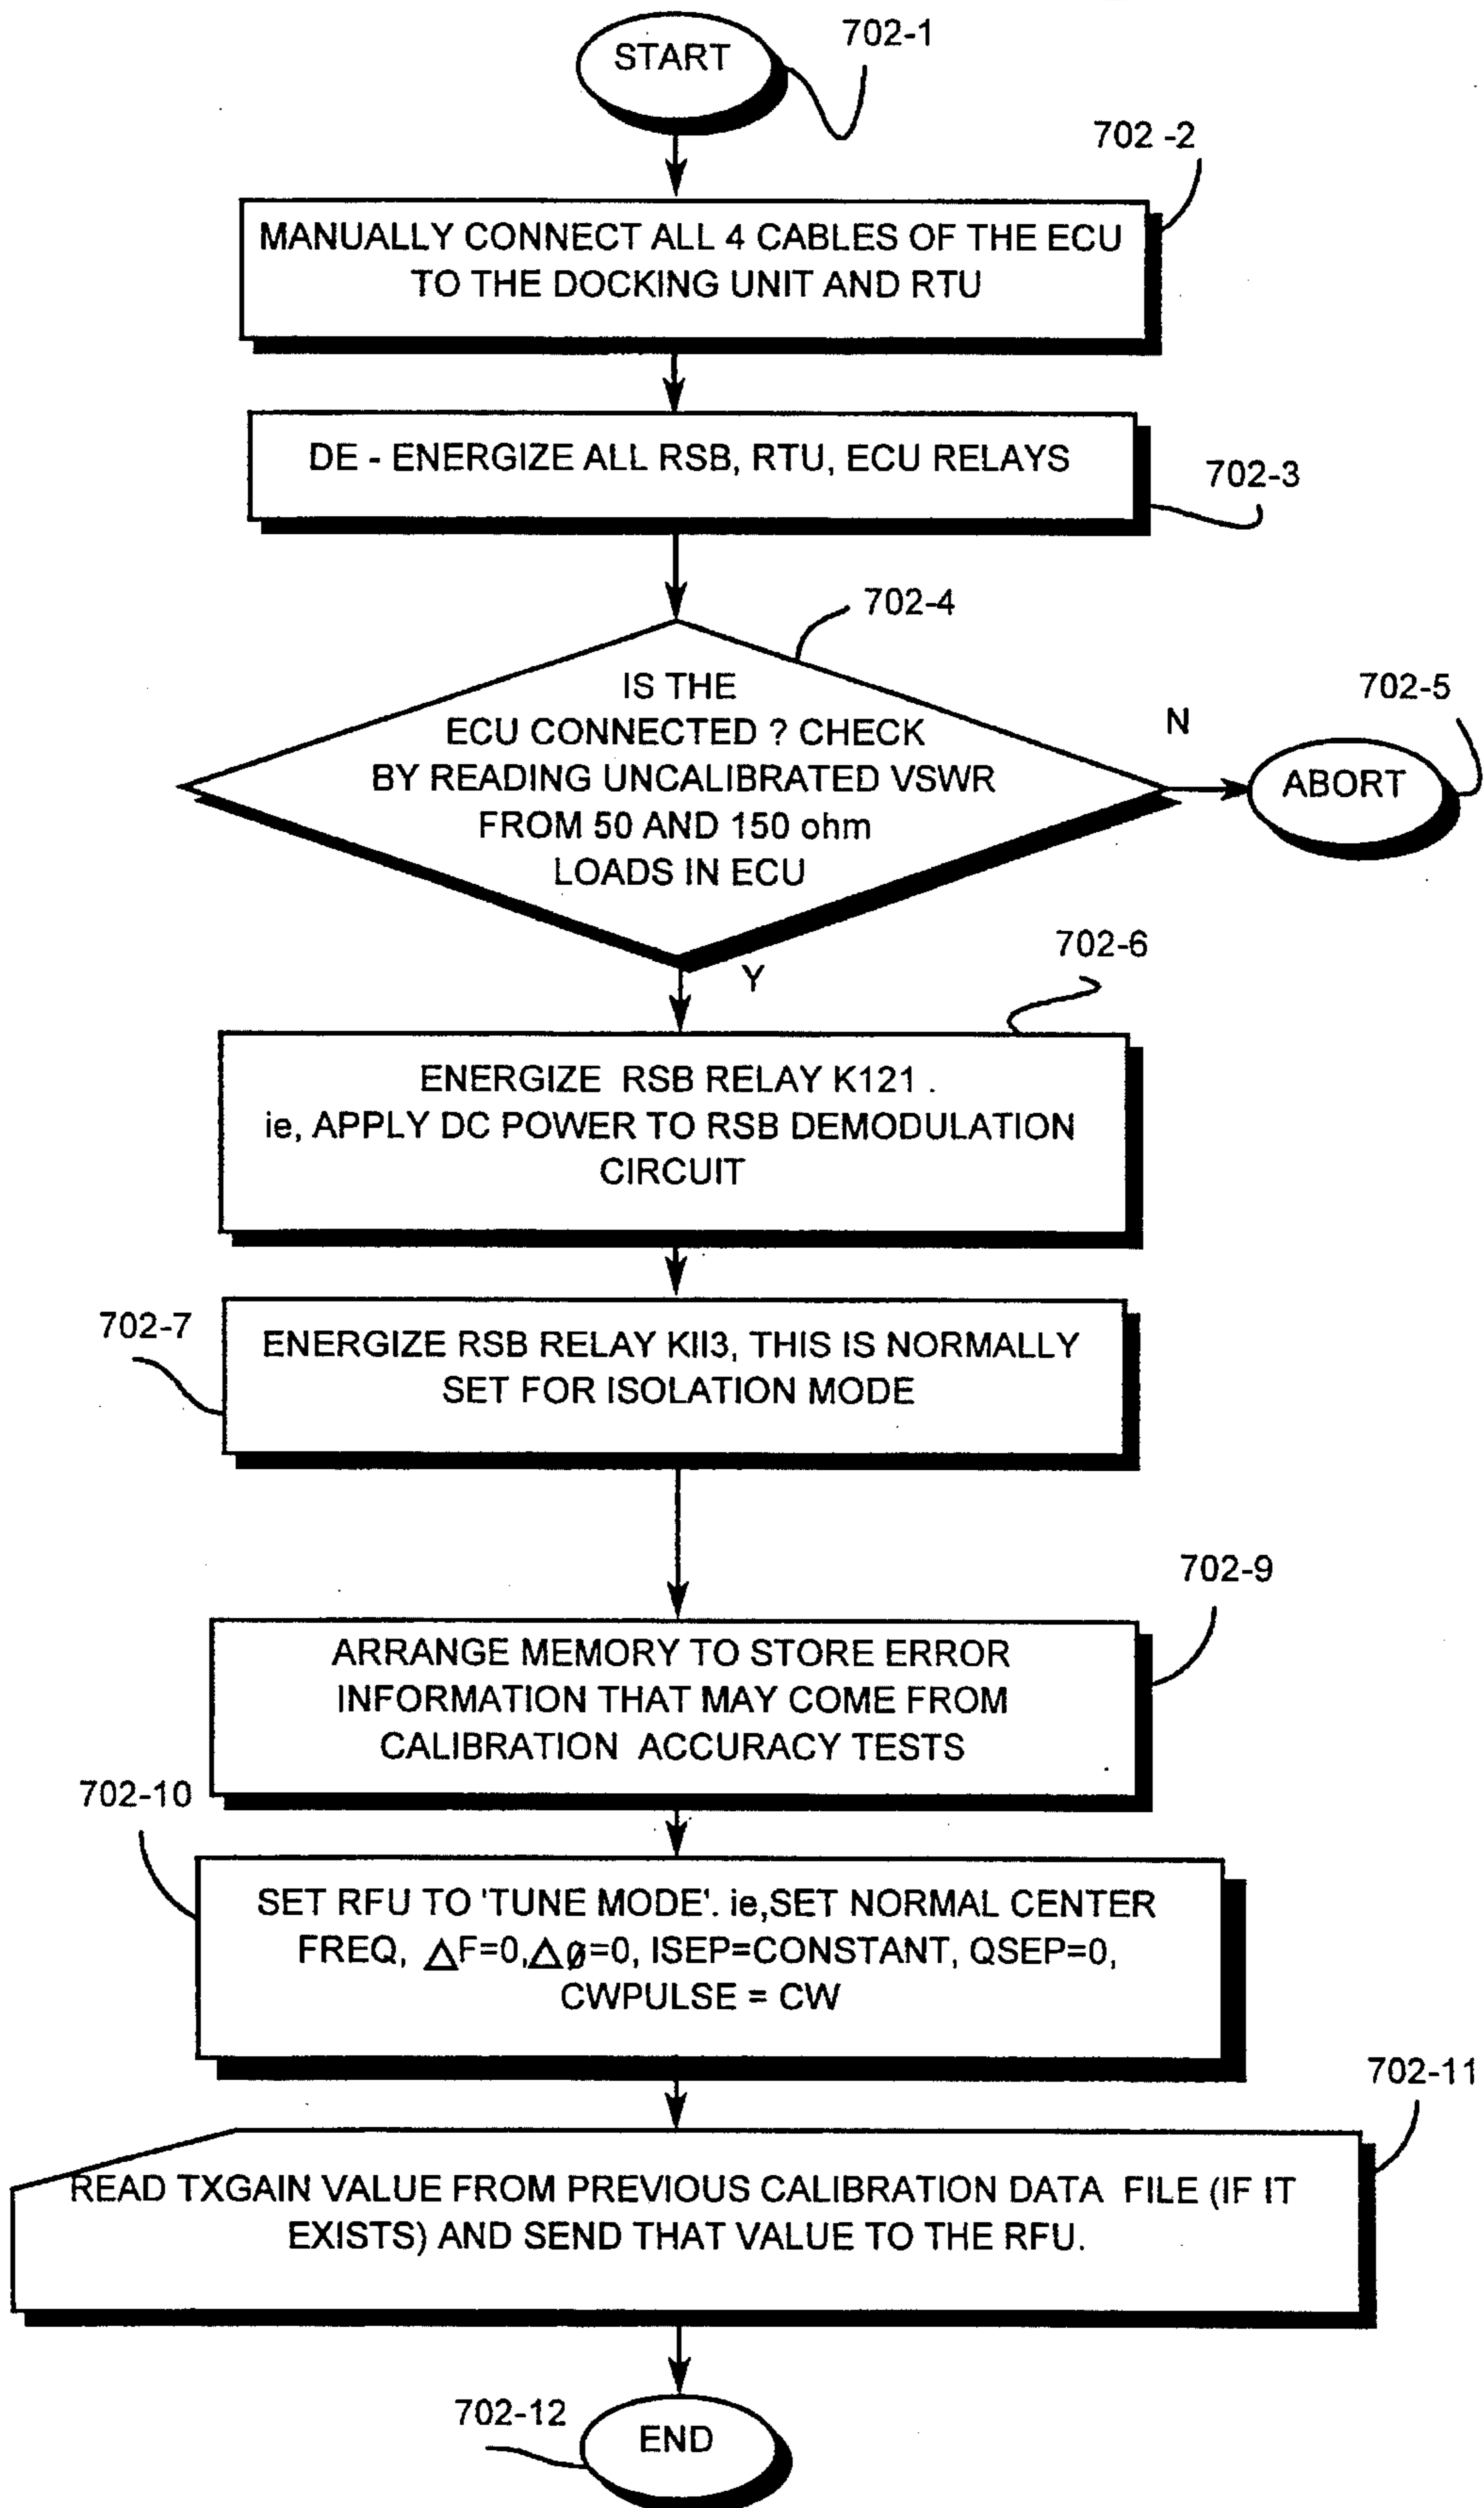 START
702-1
702 -2
MANUALLY CONNECT ALL 4 CABLES OF THE ECU
TO THE DOCKING UNIT AND RTU
DE - ENERGIZE ALL RSB, RTU, ECU RELAYS
702-3
702-4
IS THE
ECU CONNECTED ? CHECK
BY READING UNCALIBRATED VSWR
FROM 50 AND 150 ohm
LOADS IN ECU
N
702-5
ABORT
Y
702-6
ENERGIZE RSB RELAY K121 .
ie, APPLY DC POWER TO RSB DEMODULATION
CIRCUIT
702-7
ENERGIZE RSB RELAY KII3, THIS IS NORMALLY
SET FOR ISOLATION MODE
702-9
ARRANGE MEMORY TO STORE ERROR
INFORMATION THAT MAY COME FROM
CALIBRATION ACCURACY TESTS
702-10
SET RFU TO 'TUNE MODE'. ie,SET NORMAL CENTER
FREQ, △F=0,△ø=0, ISEP=CONSTANT, QSEP=0,
CWPULSE = CW
702-11
READ TXGAIN VALUE FROM PREVIOUS CALIBRATION DATA FILE (IF IT
EXISTS) AND SEND THAT VALUE TO THE RFU.
702-12
END